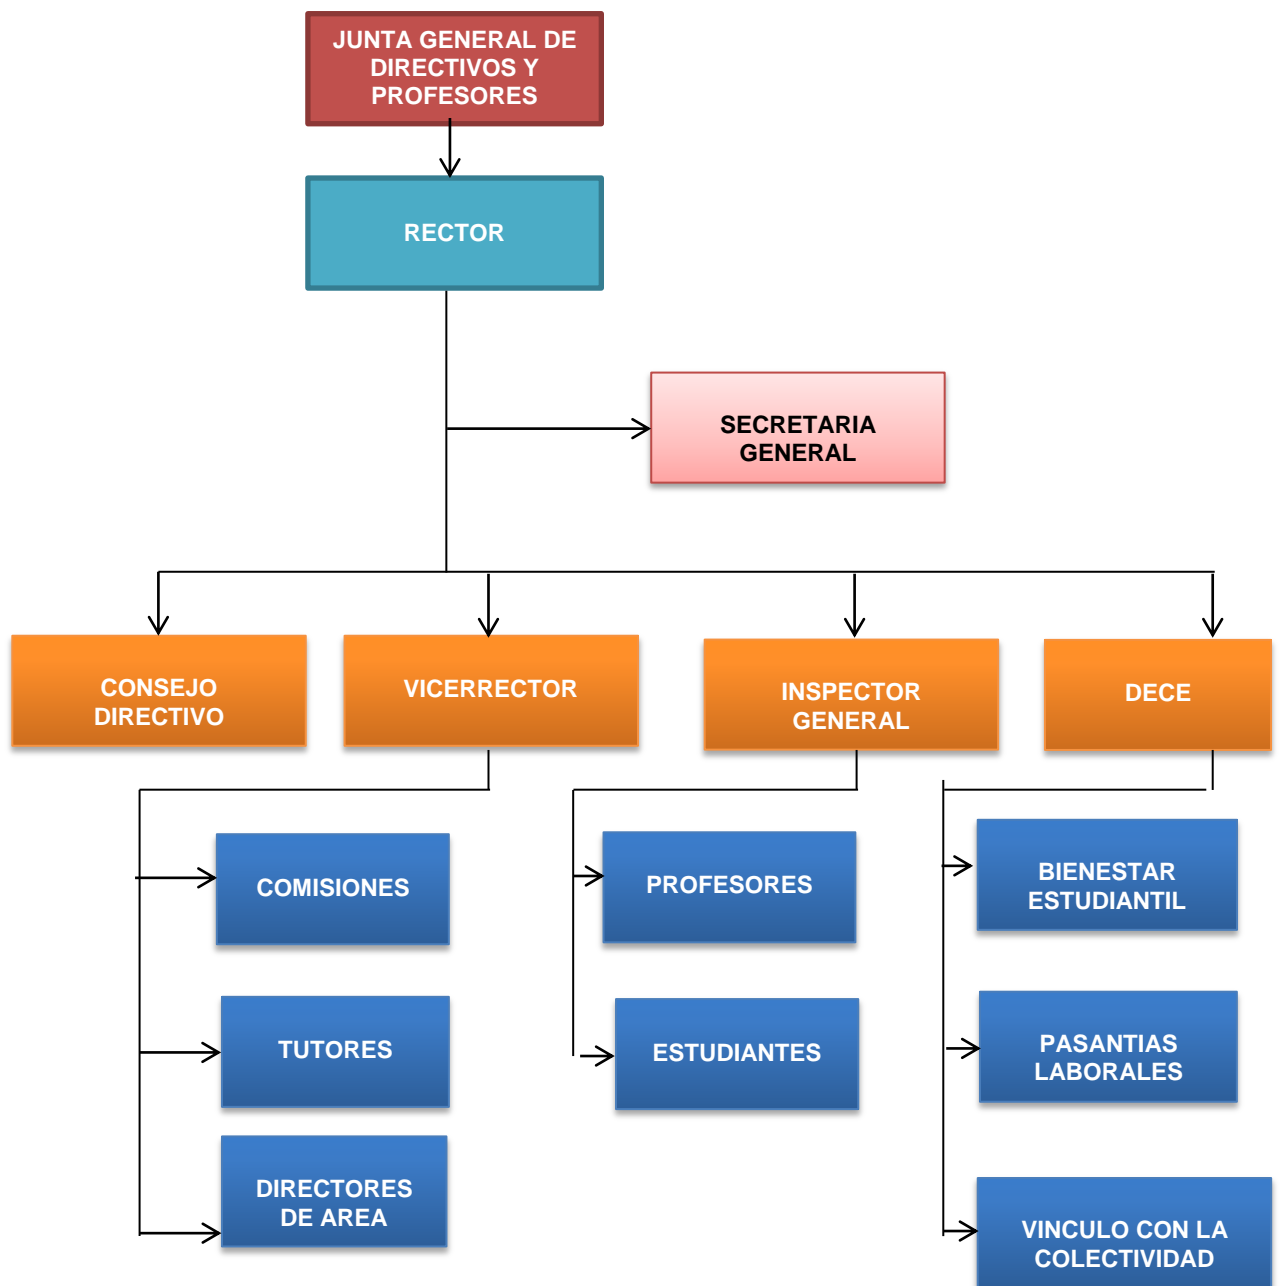 JUNTA GENERAL DE
DIRECTIVOS Y
PROFESORES
RECTOR
SECRETARIA
GENERAL
CONSEJO
DIRECTIVO
VICERRECTOR
INSPECTOR
GENERAL
DECE
COMISIONES
TUTORES
DIRECTORES
DE AREA
PROFESORES
ESTUDIANTES
BIENESTAR
ESTUDIANTIL
PASANTIAS
LABORALES
VINCULO CON LA
COLECTIVIDAD